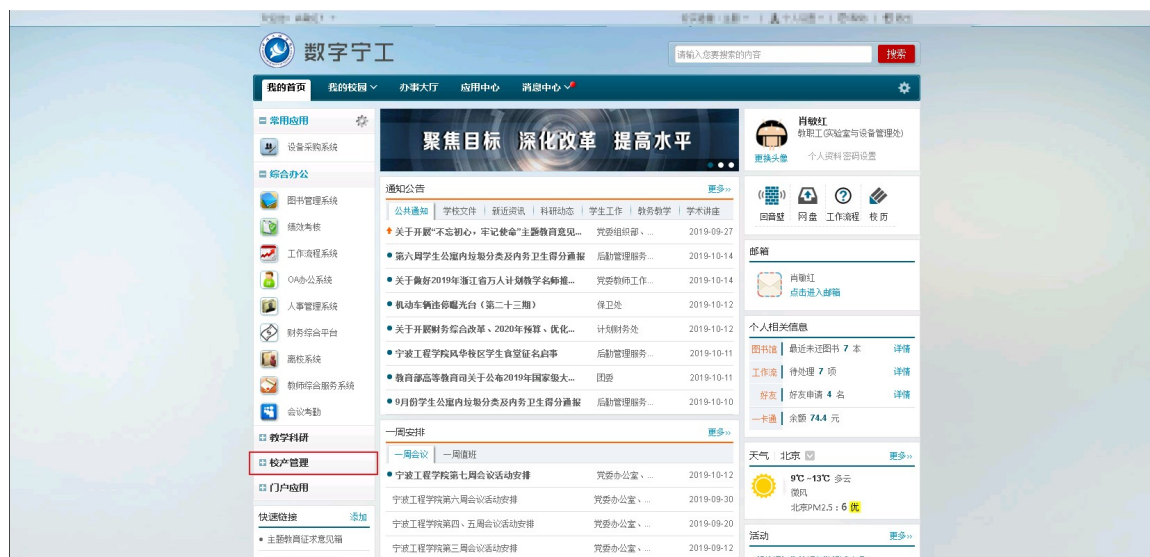 数字宁工
请输入您要搜索的内容
搜索
我的首页 我的校园 办事大厅 应用中心 消息中心
常用应用
设备采购系统
综合办公
图书管理系统
绩效考核
工作流程系统
OA办公系统
人事管理系统
财务综合平台
离校系统
教师综合服务系统
会议考勤
教学科研
校产管理
门户应用
快速链接 添加
主题教育征求意见箱
聚焦目标 深化改革 提高水平
通知公告 更多»
公共通知 学校文件 新近资讯 科研动态 学生工作 教务教学 学术讲座
关于开展“不忘初心,牢记使命”主题教育意见... 党委组织部、... 2019-09-27
第六周学生公寓内垃圾分类及内务卫生得分通报 后勤管理服务... 2019-10-14
关于做好2019年浙江省万人计划教学名师推... 党委教师工作... 2019-10-14
机动车辆违停曝光台(第二十三期) 保卫处 2019-10-12
关于开展财务综合改革、2020年预算、优化... 计划财务处 2019-10-12
宁波工程学院风华校区学生食堂征名启事 后勤管理服务... 2019-10-11
教育部高等教育司关于公布2019年国家级大... 团委 2019-10-11
9月份学生公寓内垃圾分类及内务卫生得分通报 后勤管理服务... 2019-10-10
一周安排 更多»
一周会议 一周值班
宁波工程学院第七周会议活动安排 党委办公室、... 2019-10-12
宁波工程学院第六周会议活动安排 党委办公室、... 2019-09-30
宁波工程学院第四、五周会议活动安排 党委办公室、... 2019-09-20
宁波工程学院第三周会议活动安排 党委办公室、... 2019-09-12
肖敏红
教职工(实验室与设备管理处)
更换头像 个人资料 密码设置
回音壁 网盘 工作流程 校历
邮箱
肖敏红
点击进入邮箱
个人相关信息
图书馆 最近未还图书 7 本 详情
工作流 待处理 7 项 详情
好友 好友申请 4 名 详情
一卡通 余额 74.4 元
天气 北京 更多»
9℃~13℃ 多云
微风
北京PM2.5:6 优
活动 更多»